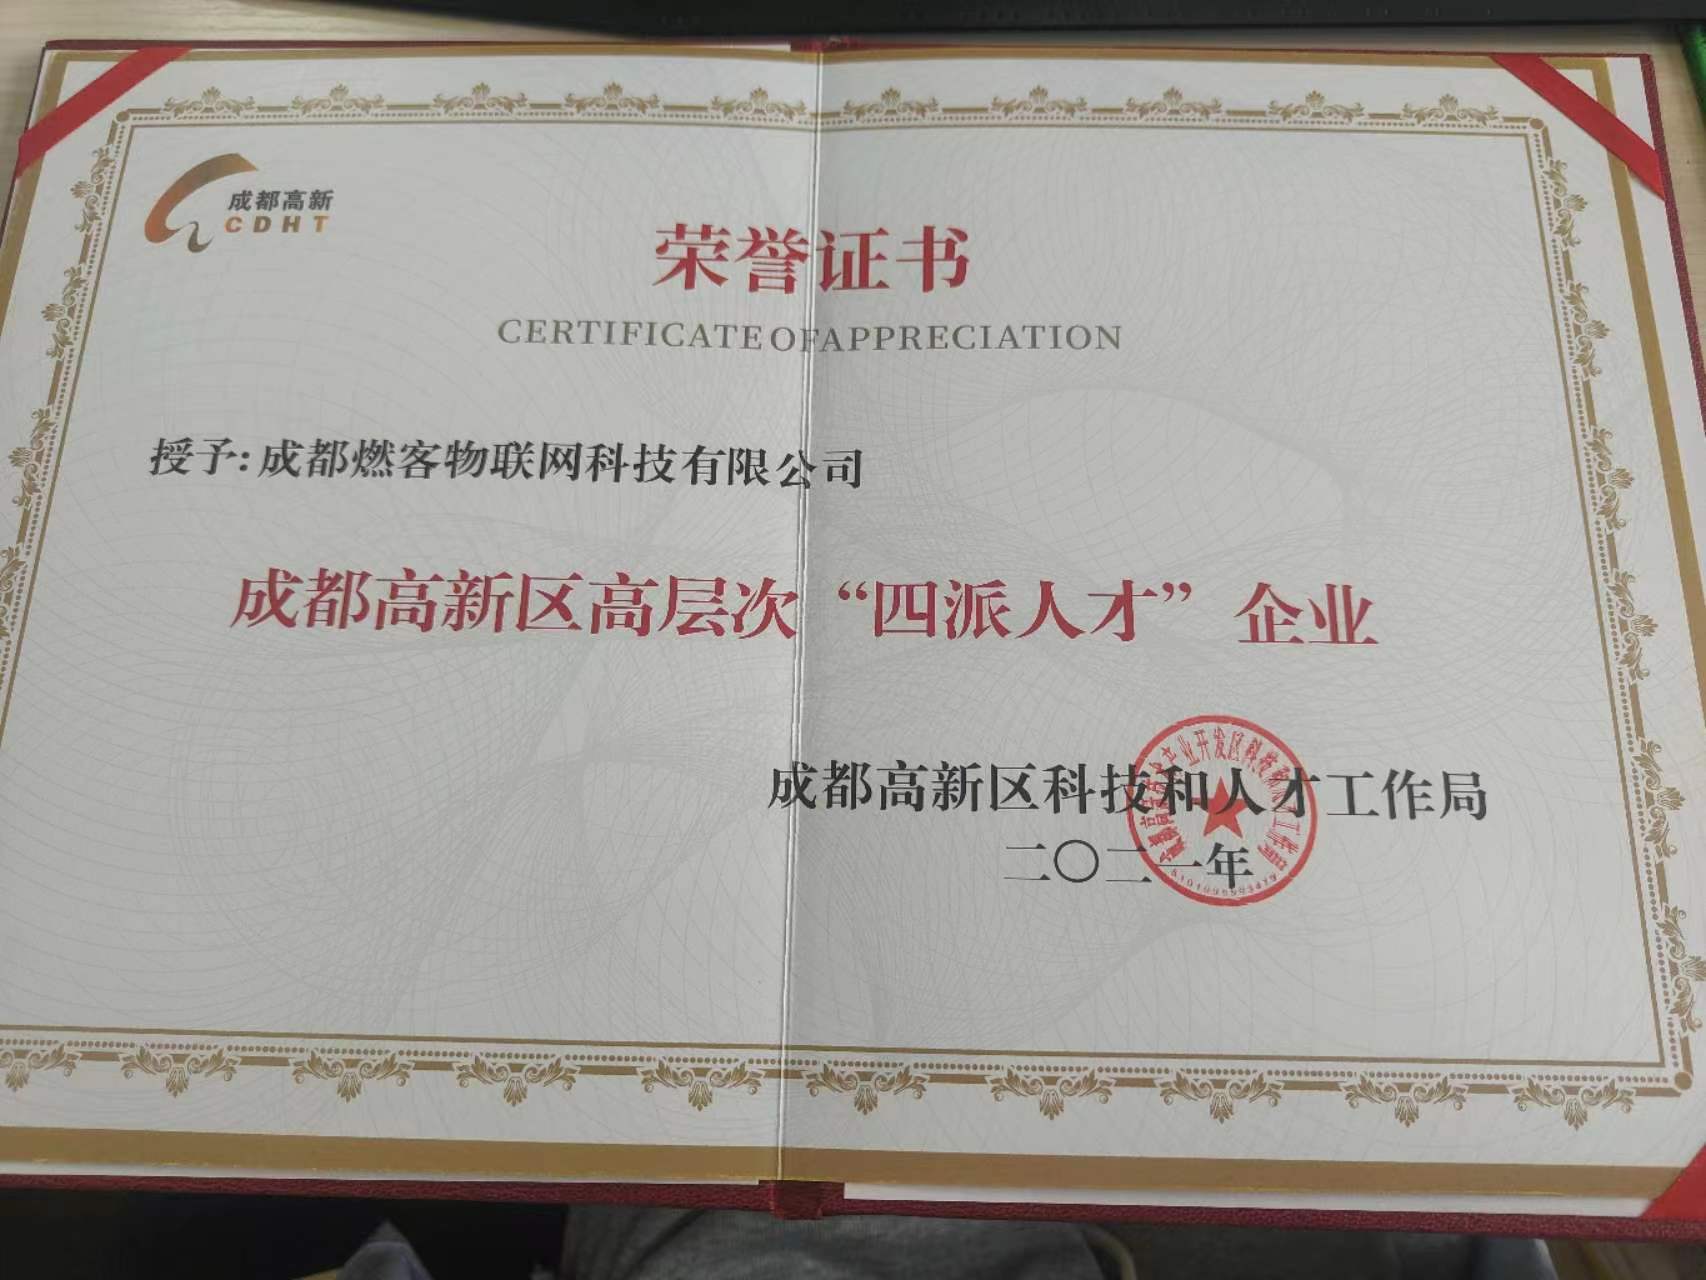 成都高新
CDHT
荣誉证书
CERTIFICATE OF APPRECIATION
授予:成都燃客物联网科技有限公司
成都高新区高层次“四派人才”企业
成都高新区科技和人才工作局
二〇二一年